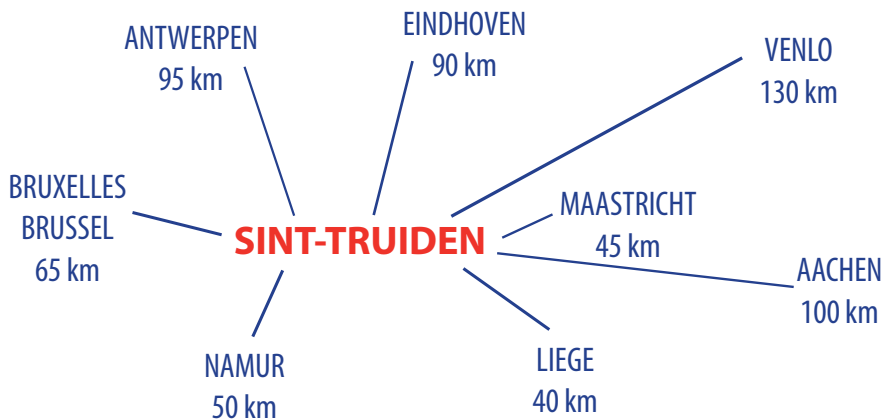 ANTWERPEN
95 km
EINDHOVEN
90 km
VENLO
130 km
BRUXELLES
BRUSSEL
65 km
SINT-TRUIDEN
MAASTRICHT
45 km
AACHEN
100 km
NAMUR
50 km
LIEGE
40 km